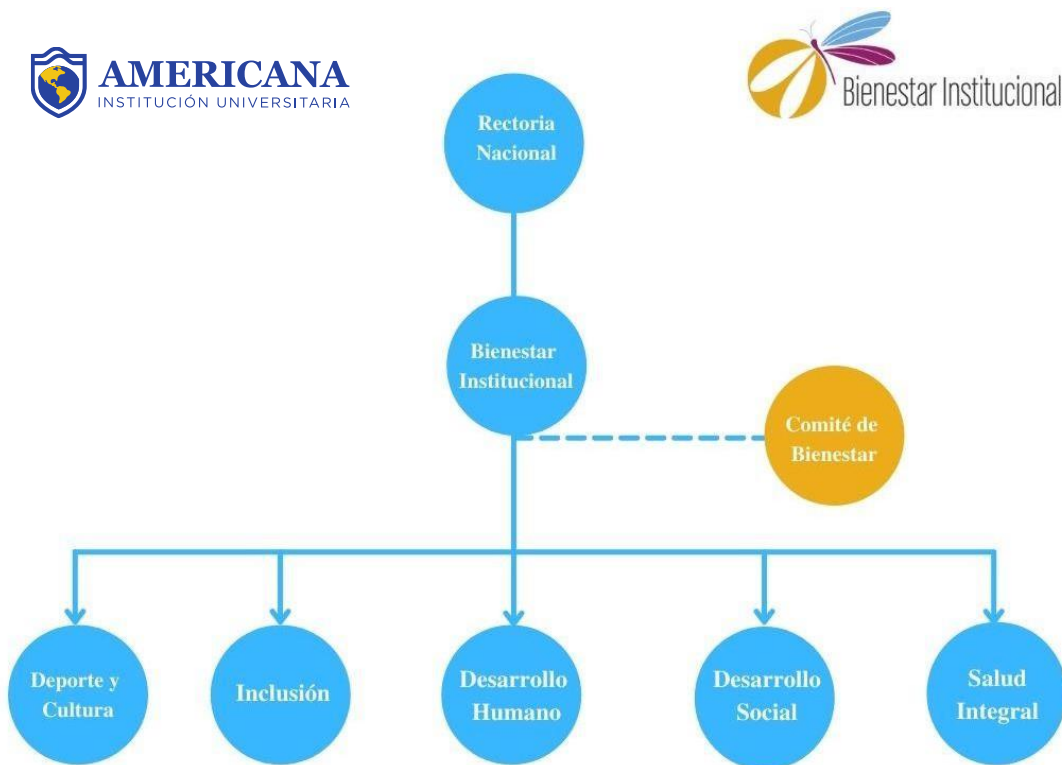 AMERICANA
INSTITUCIÓN UNIVERSITARIA
Bienestar Institucional
Rectoria
Nacional
Bienestar
Institucional
Comité de
Bienestar
Deporte y
Cultura
Inclusión
Desarrollo
Humano
Desarrollo
Social
Salud
Integral